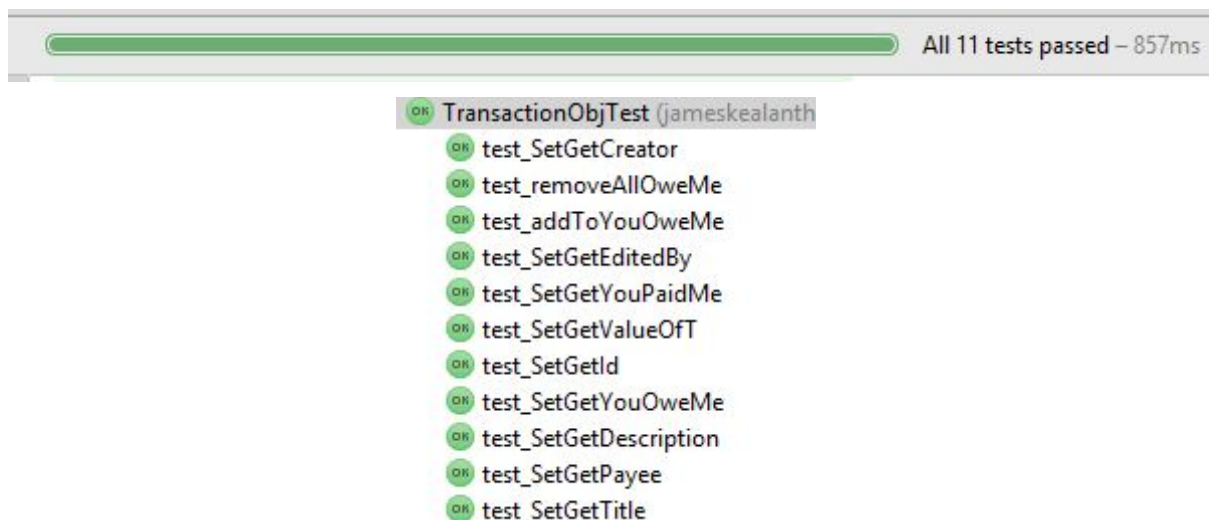 All 11 tests passed – 857ms
TransactionObjTest (jameskealanth
test_SetGetCreator
test_removeAllOweMe
test_addToYouOweMe
test_SetGetEditedBy
test_SetGetYouPaidMe
test_SetGetValueOfT
test_SetGetId
test_SetGetYouOweMe
test_SetGetDescription
test_SetGetPayee
test_SetGetTitle